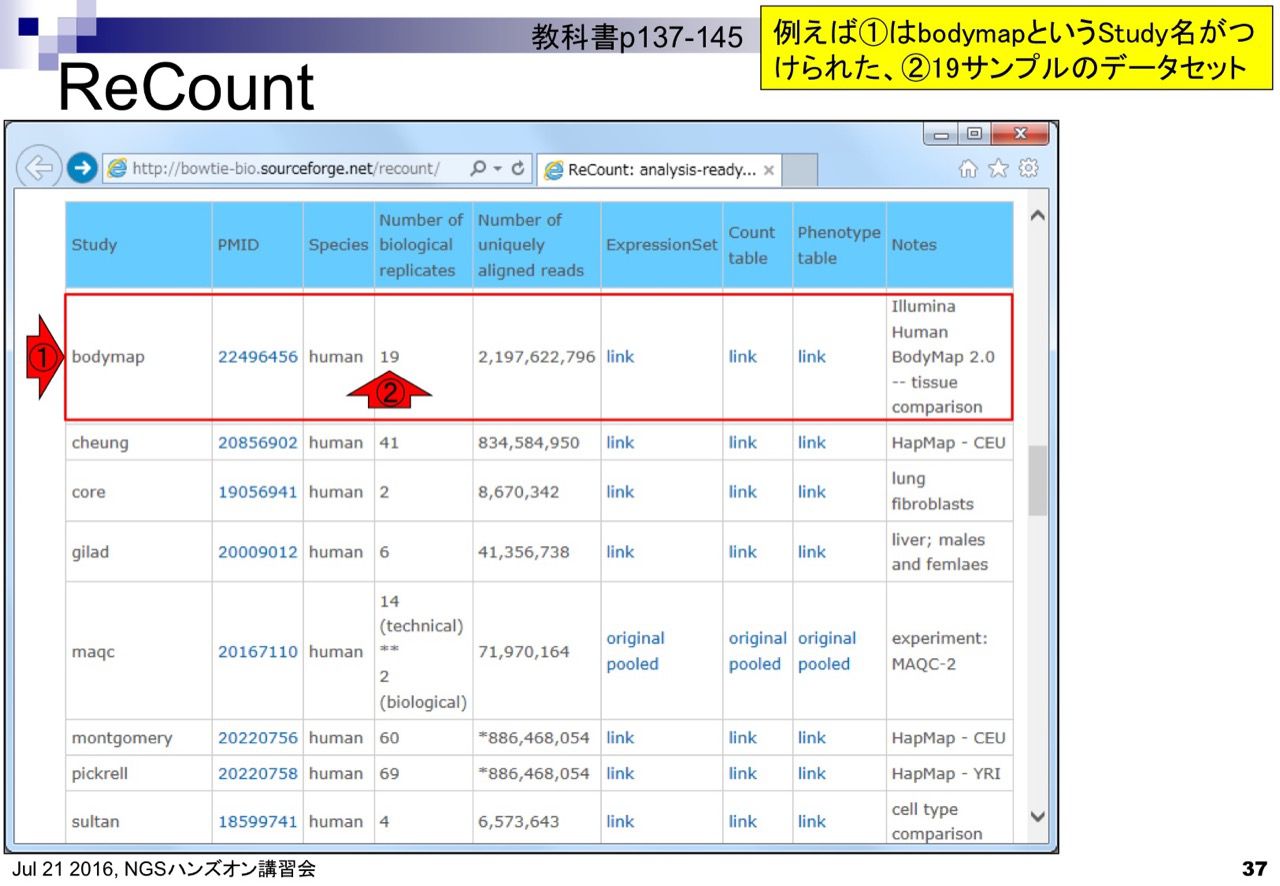 教科書p137-145
例えば①はbodymapというStudy名がつ
けられた、②19サンプルのデータセット
ReCount
http://bowtie-bio.sourceforge.net/recount/
ReCount: analysis-ready...
Study PMID Species Number of biological replicates Number of uniquely aligned reads ExpressionSet Count table Phenotype table Notes
① bodymap 22496456 human 19 2,197,622,796 link link link Illumina Human BodyMap 2.0 -- tissue comparison
②
cheung 20856902 human 41 834,584,950 link link link HapMap - CEU
core 19056941 human 2 8,670,342 link link link lung fibroblasts
gilad 20009012 human 6 41,356,738 link link link liver; males and femlaes
maqc 20167110 human 14 (technical) ** 2 (biological) 71,970,164 original pooled original pooled original pooled experiment: MAQC-2
montgomery 20220756 human 60 *886,468,054 link link link HapMap - CEU
pickrell 20220758 human 69 *886,468,054 link link link HapMap - YRI
sultan 18599741 human 4 6,573,643 link link link cell type comparison
Jul 21 2016, NGSハンズオン講習会
37